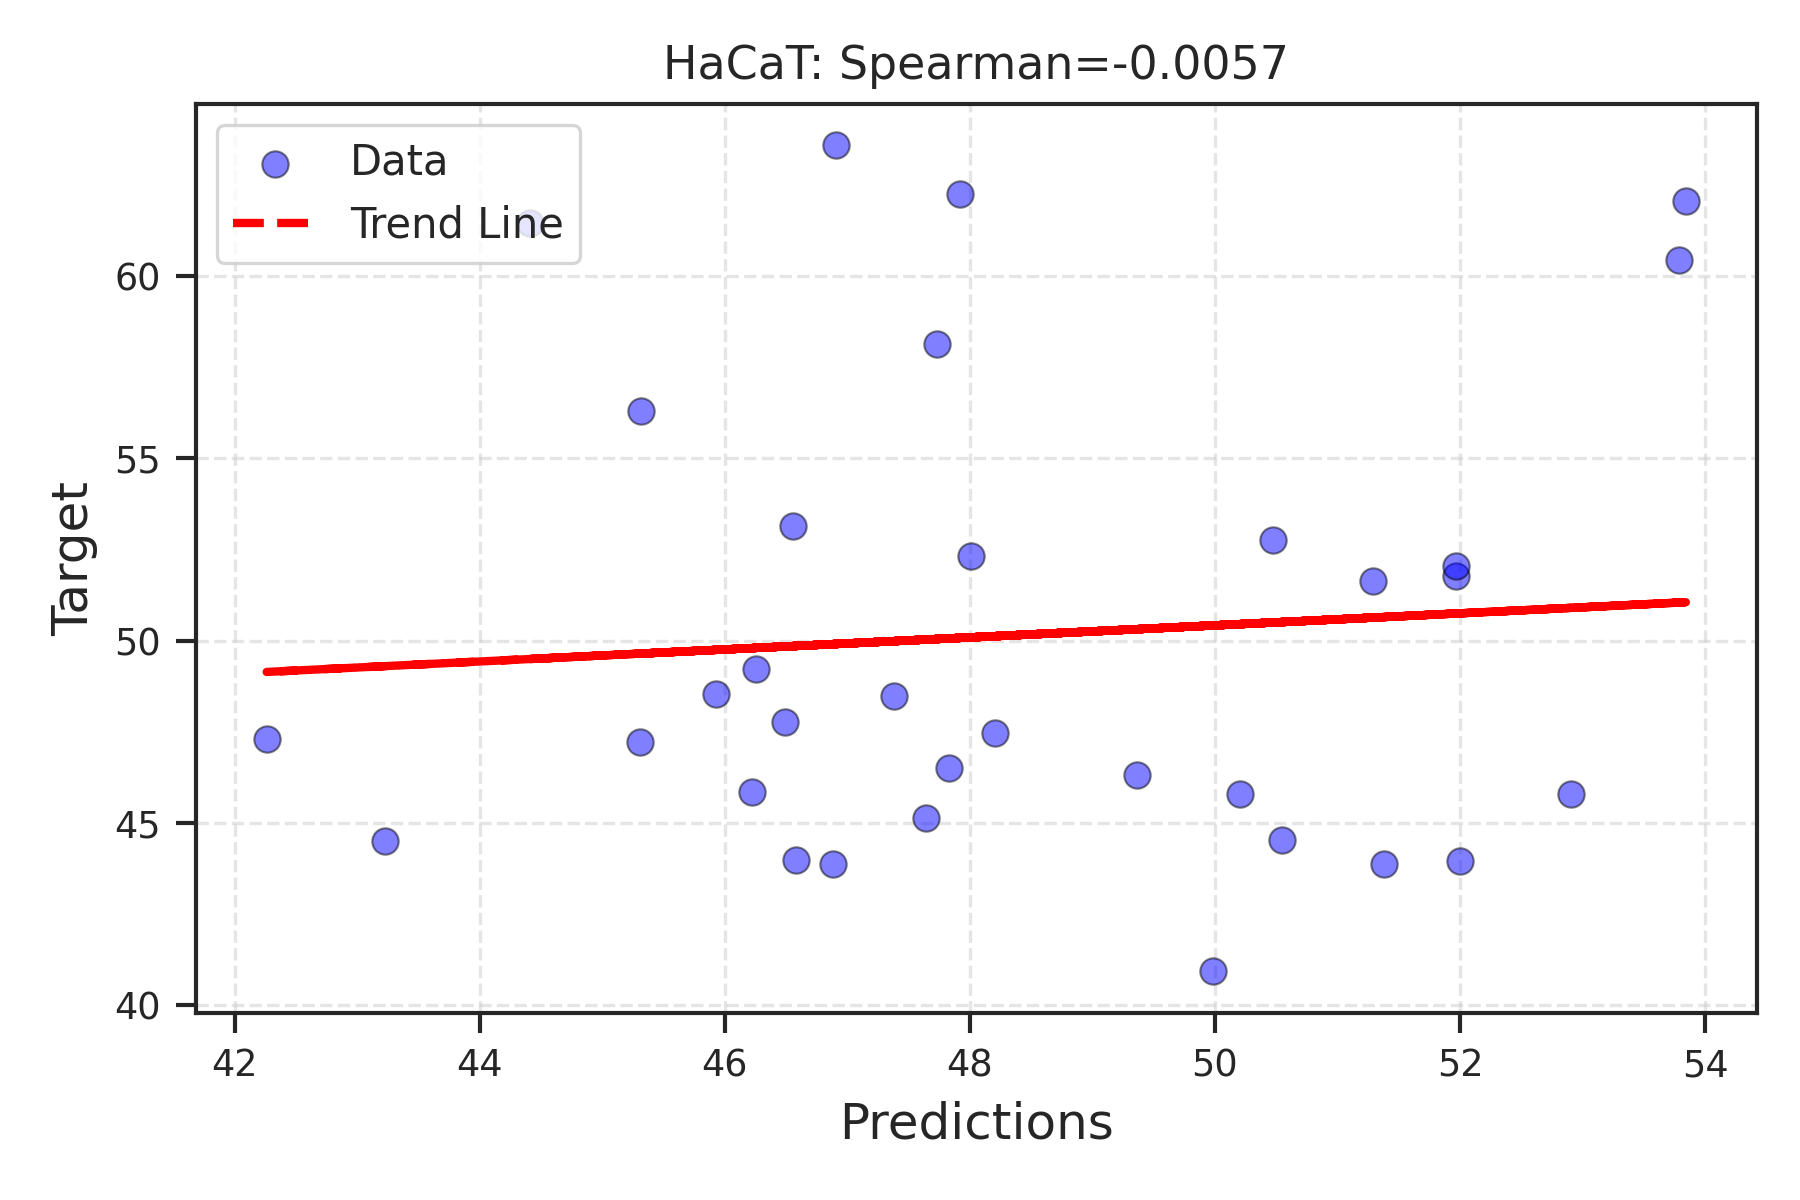 HaCaT: Spearman=-0.0057
Data
Trend Line
60
55
50
45
40
Target
42 44 46 48 50 52 54
Predictions